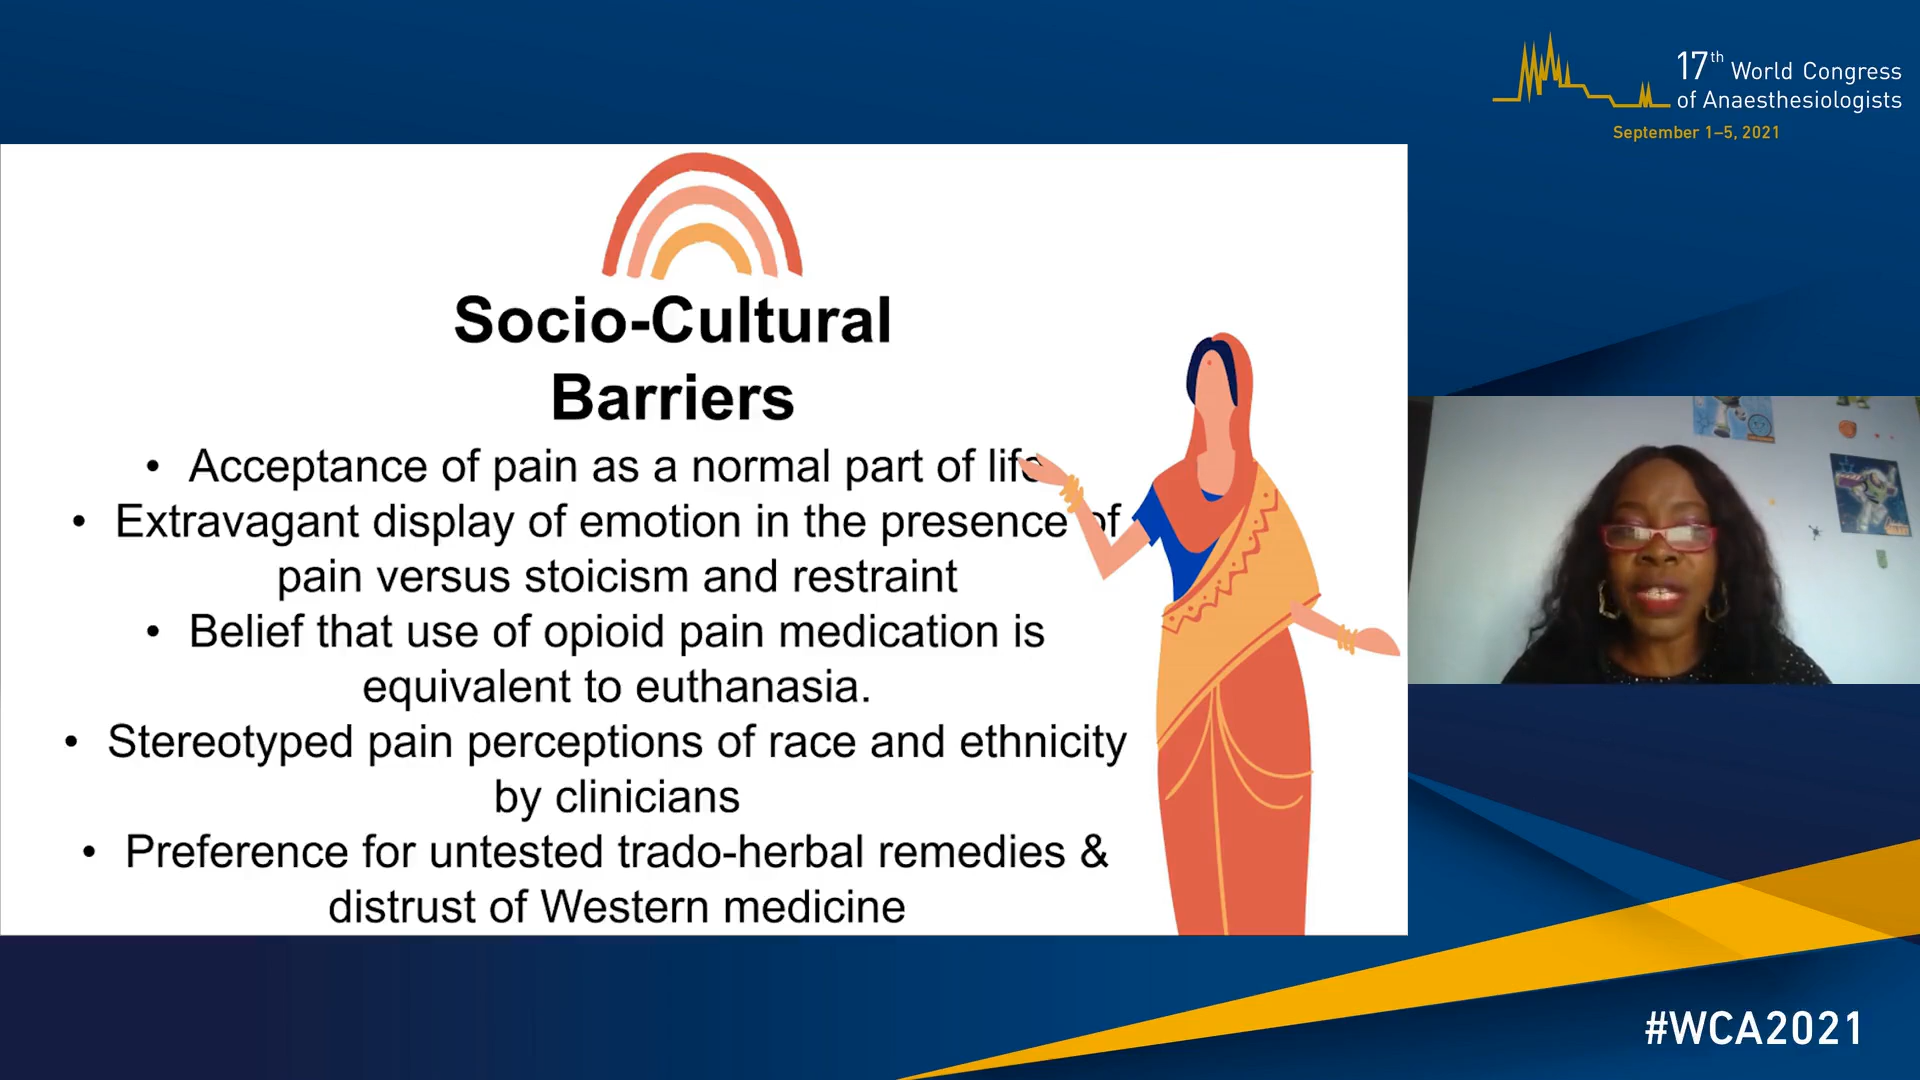 17th World Congress
of Anaesthesiologists
September 1–5, 2021
Socio-Cultural
Barriers
• Acceptance of pain as a normal part of life
• Extravagant display of emotion in the presence of
pain versus stoicism and restraint
• Belief that use of opioid pain medication is
equivalent to euthanasia.
• Stereotyped pain perceptions of race and ethnicity
by clinicians
• Preference for untested trado-herbal remedies &
distrust of Western medicine
#WCA2021